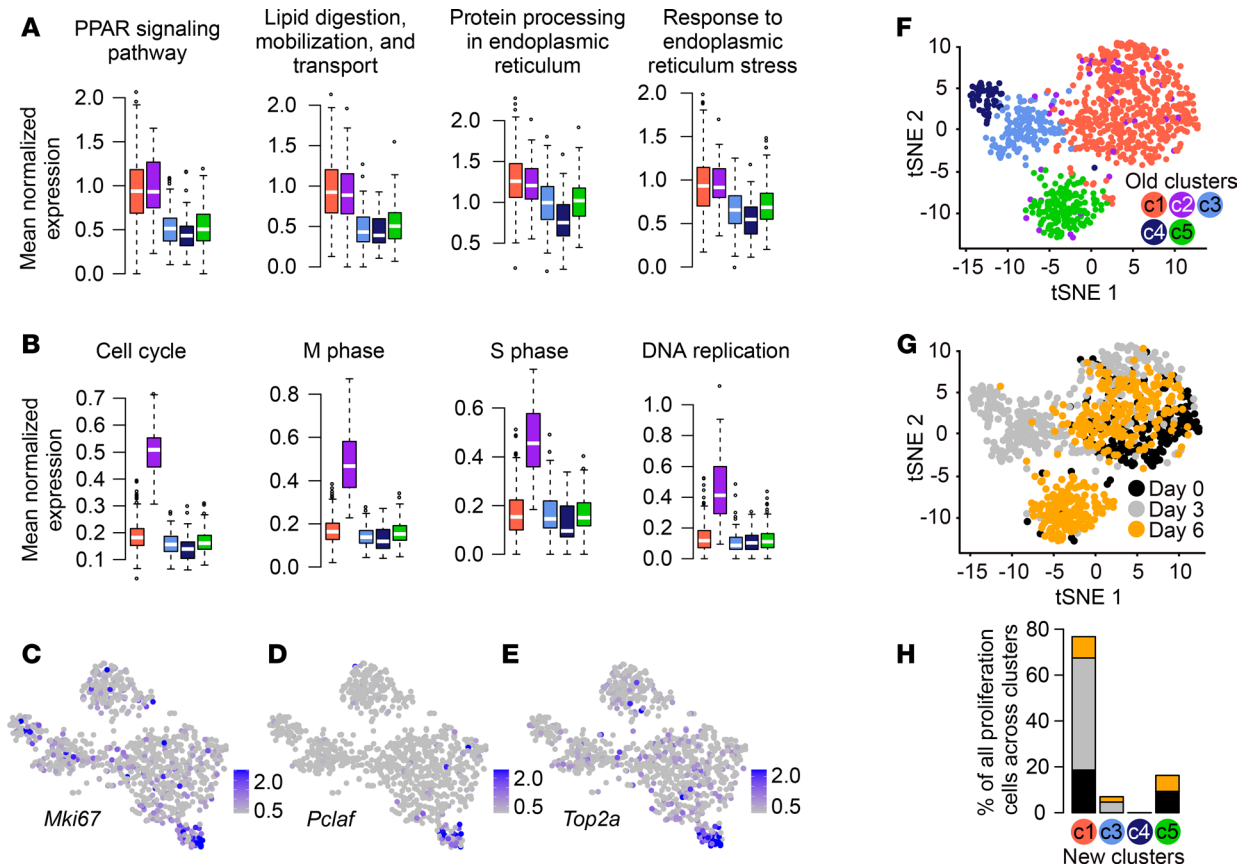 A
PPAR signaling
pathway
Lipid digestion,
mobilization, and
transport
Protein processing
in endoplasmic
reticulum
Response to
endoplasmic
reticulum stress
Mean normalized
expression
2.0
1.5
1.0
0.5
0.0
2.0
1.5
1.0
0.5
0.0
2.0
1.5
1.0
0.5
2.0
1.5
1.0
0.5
0.0
B
Cell cycle
M phase
S phase
DNA replication
Mean normalized
expression
0.7
0.6
0.5
0.4
0.3
0.2
0.1
0.8
0.6
0.4
0.2
0.0
0.6
0.4
0.2
0.0
1.0
0.8
0.6
0.4
0.2
0.0
C
Mki67
2.0
0.5
D
Pclaf
2.0
0.5
E
Top2a
2.0
0.5
F
tSNE 2
10
5
0
-5
-10
Old clusters
c1 c2 c3
c4 c5
-15 -10 -5 0 5 10
tSNE 1
G
tSNE 2
10
5
0
-5
-10
Day 0
Day 3
Day 6
-15 -10 -5 0 5 10
tSNE 1
H
% of all proliferation
cells across clusters
80
60
40
20
0
c1 c3 c4 c5
New clusters